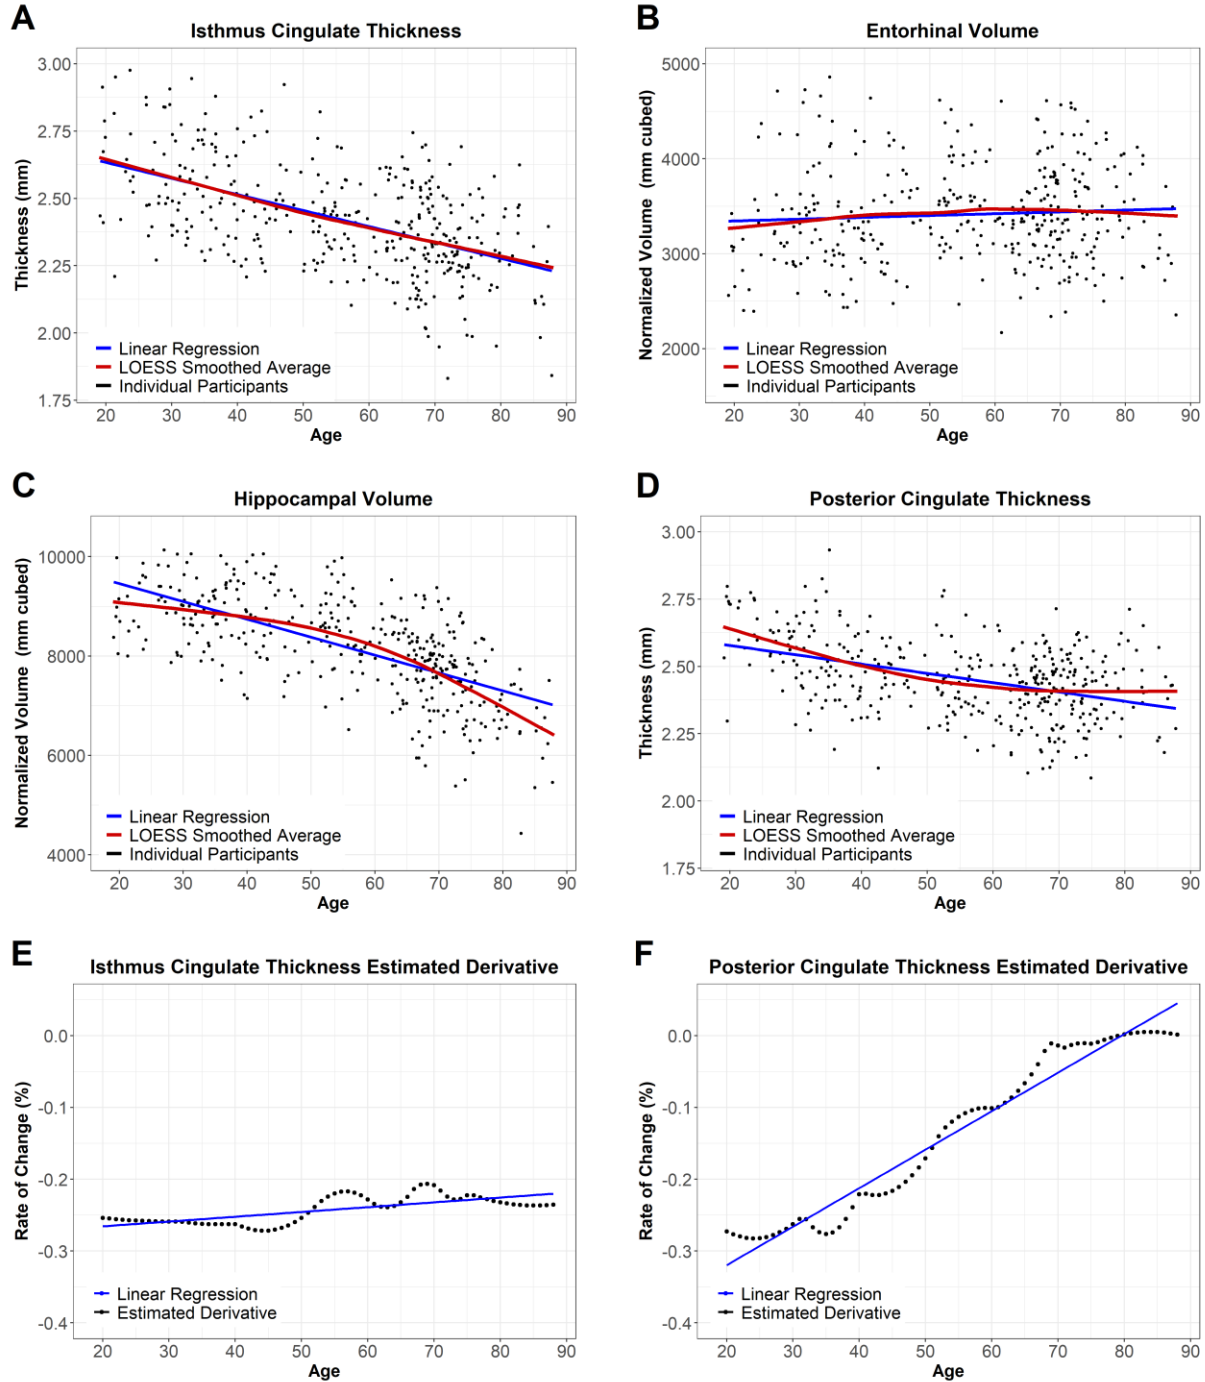 A
Isthmus Cingulate Thickness
Thickness (mm)
3.00
2.75
2.50
2.25
2.00
1.75
Linear Regression
LOESS Smoothed Average
Individual Participants
20 30 40 50 60 70 80 90
Age
B
Entorhinal Volume
Normalized Volume (mm cubed)
5000
4000
3000
2000
Linear Regression
LOESS Smoothed Average
Individual Participants
20 30 40 50 60 70 80 90
Age
C
Hippocampal Volume
Normalized Volume (mm cubed)
10000
8000
6000
4000
Linear Regression
LOESS Smoothed Average
Individual Participants
20 30 40 50 60 70 80 90
Age
D
Posterior Cingulate Thickness
Thickness (mm)
3.00
2.75
2.50
2.25
2.00
1.75
Linear Regression
LOESS Smoothed Average
Individual Participants
20 30 40 50 60 70 80 90
Age
E
Isthmus Cingulate Thickness Estimated Derivative
Rate of Change (%)
0.0
-0.1
-0.2
-0.3
-0.4
Linear Regression
Estimated Derivative
20 30 40 50 60 70 80 90
Age
F
Posterior Cingulate Thickness Estimated Derivative
Rate of Change (%)
0.0
-0.1
-0.2
-0.3
-0.4
Linear Regression
Estimated Derivative
20 30 40 50 60 70 80 90
Age